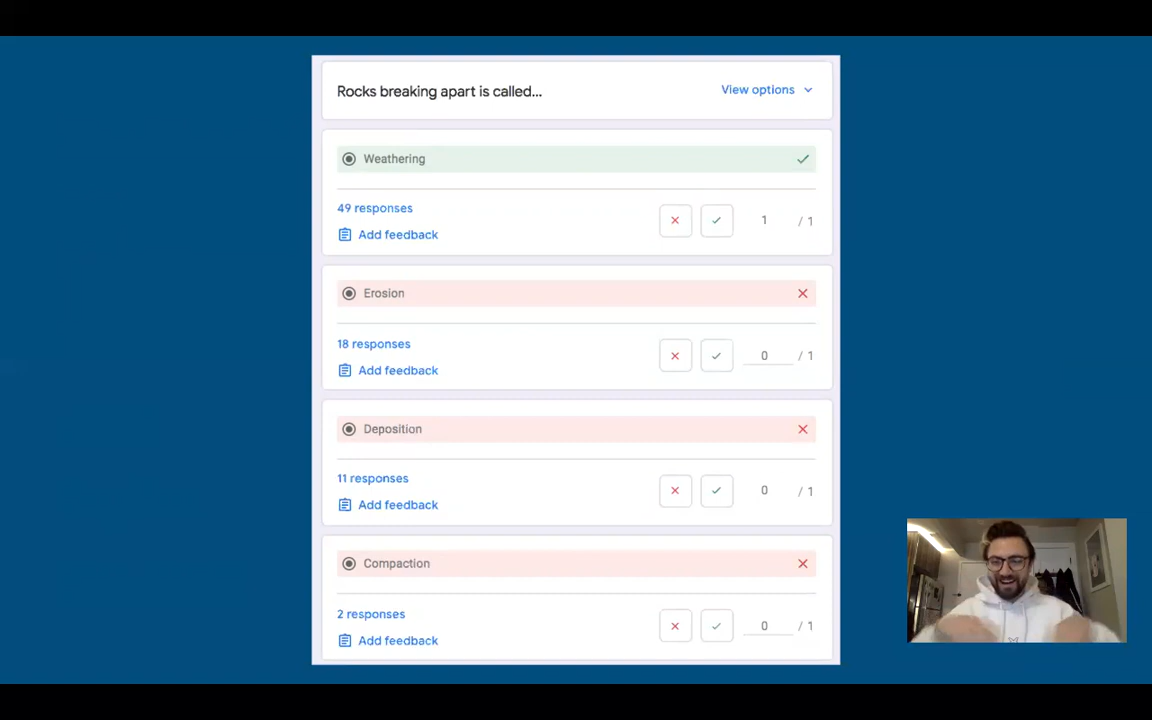 Rocks breaking apart is called...
View options
Weathering
49 responses
1 / 1
Add feedback
Erosion
18 responses
0 / 1
Add feedback
Deposition
11 responses
0 / 1
Add feedback
Compaction
2 responses
0 / 1
Add feedback